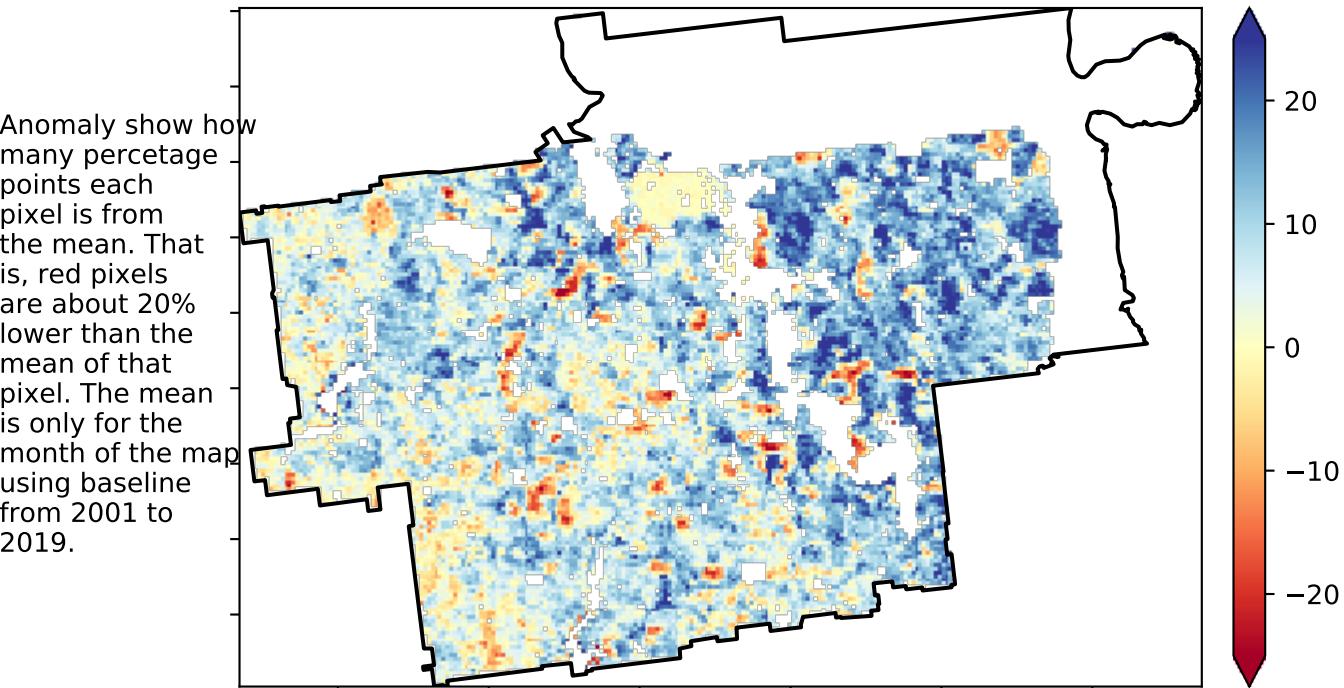 Anomaly show how
many percetage
points each
pixel is from
the mean. That
is, red pixels
are about 20%
lower than the
mean of that
pixel. The mean
is only for the
month of the map
using baseline
from 2001 to
2019.
20
10
0
−10
−20